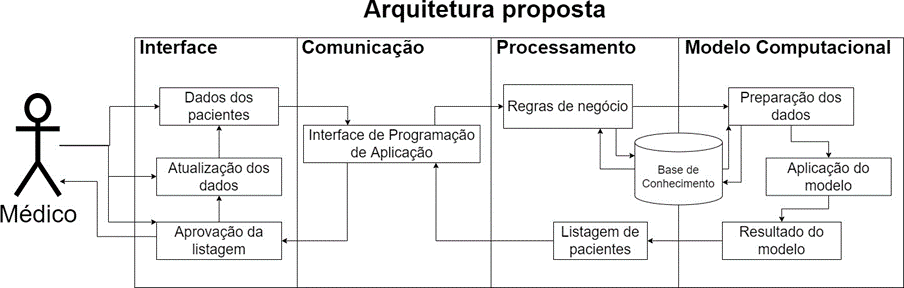 Arquitetura proposta
Interface
Comunicação
Processamento
Modelo Computacional
Dados dos
pacientes
Regras de negócio
Preparação dos
dados
Interface de Programação
de Aplicação
Atualização dos
dados
Base de
Conhecimento
Aplicação do
modelo
Médico
Aprovação da
listagem
Listagem de
pacientes
Resultado do
modelo